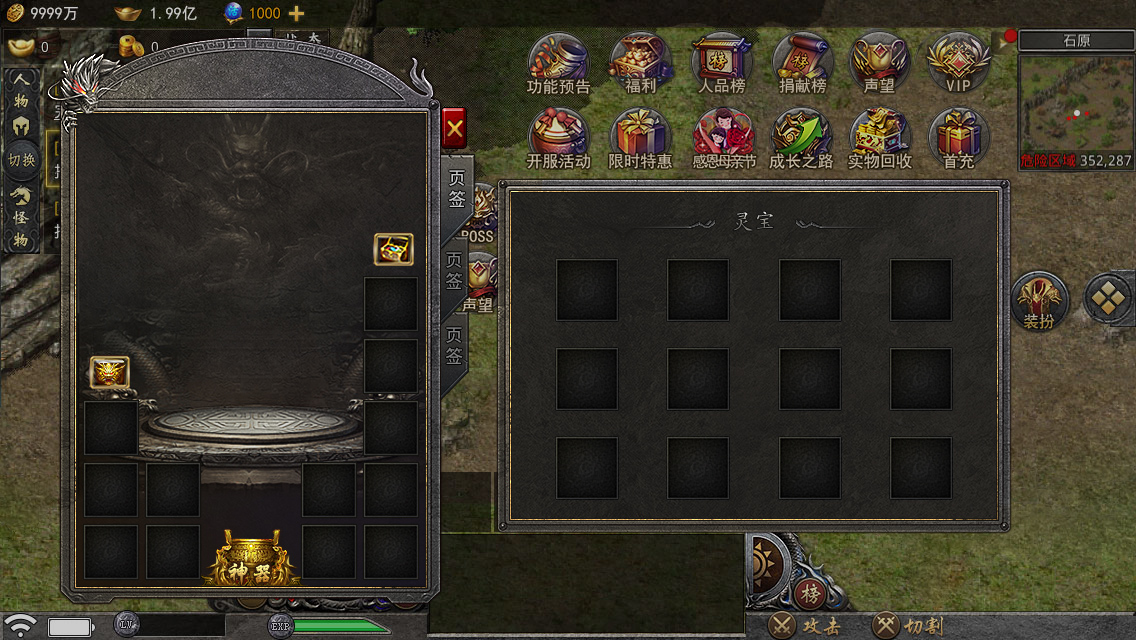 9999万
1.99亿
1000
0
0
石原
人
物
切换
怪
物
功能预告
福利
人品榜
捐献榜
声望
VIP
开服活动
限时特惠
感恩母亲节
成长之路
实物回收
首充
危险区域 352,287
页签
页签
页签
BOSS
声望
灵宝
装扮
神器
榜
LV
EXP
攻击
切割